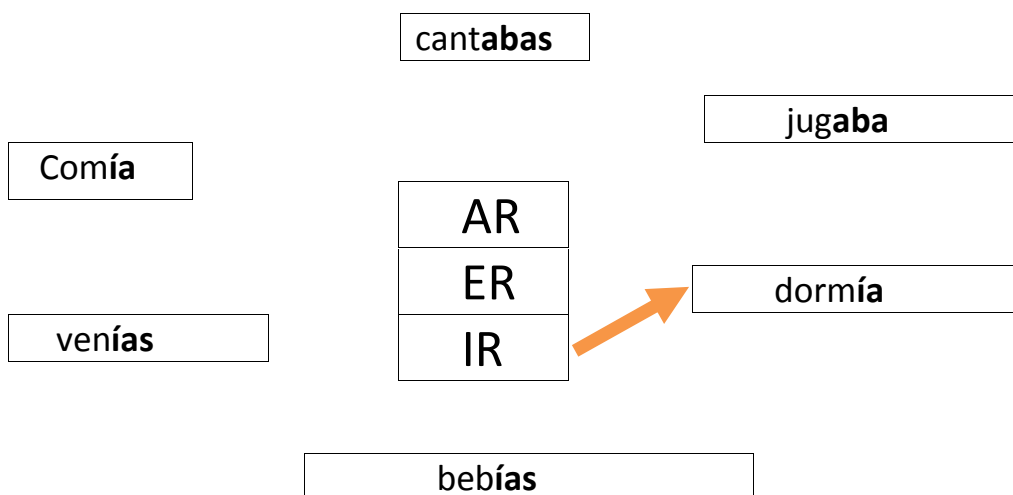 cantabas
jugaba
Comía
AR
ER
dormía
venías
IR
bebías